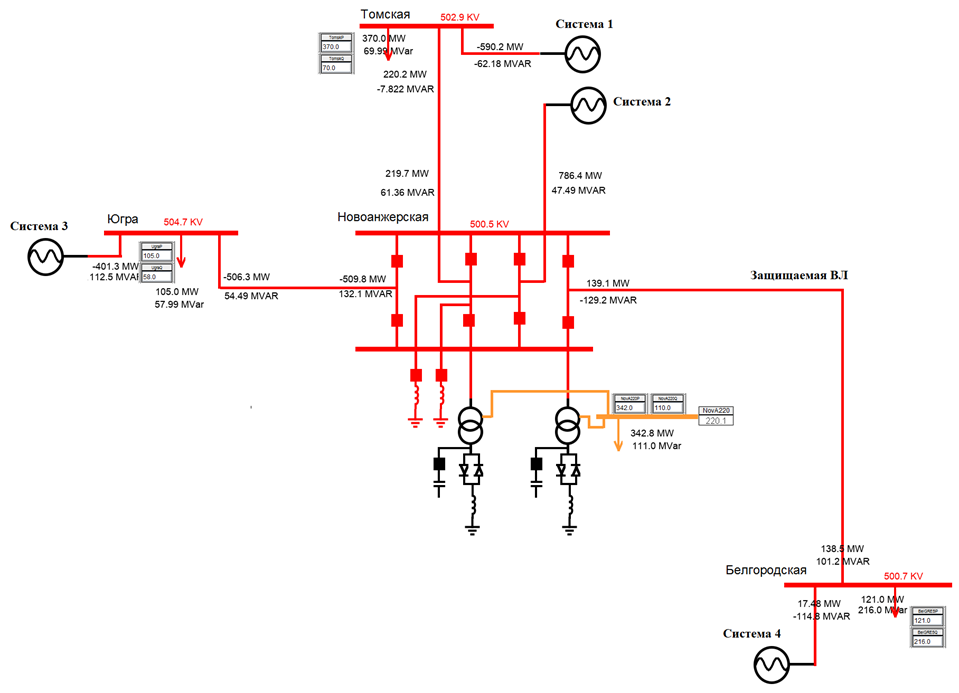 Томская
502.9 KV
TomskP
370.0
TomskQ
70.0
370.0 MW
69.99 MVar
-590.2 MW
-62.18 MVAR
Система 1
220.2 MW
-7.822 MVAR
Система 2
219.7 MW
61.36 MVAR
786.4 MW
47.49 MVAR
Новоанжерская
500.5 KV
Югра
504.7 KV
Система 3
UgraP
105.0
UgraQ
58.0
-401.3 MW
112.5 MVAR
105.0 MW
57.99 MVar
-506.3 MW
54.49 MVAR
-509.8 MW
132.1 MVAR
139.1 MW
-129.2 MVAR
Защищаемая ВЛ
NovA220P
342.0
NovA220Q
110.0
NovA220
220.1
342.8 MW
111.0 MVar
138.5 MW
101.2 MVAR
Белгородская
500.7 KV
17.48 MW
-114.8 MVAR
121.0 MW
216.0 MVar
BelGRESP
121.0
BelGRESQ
216.0
Система 4